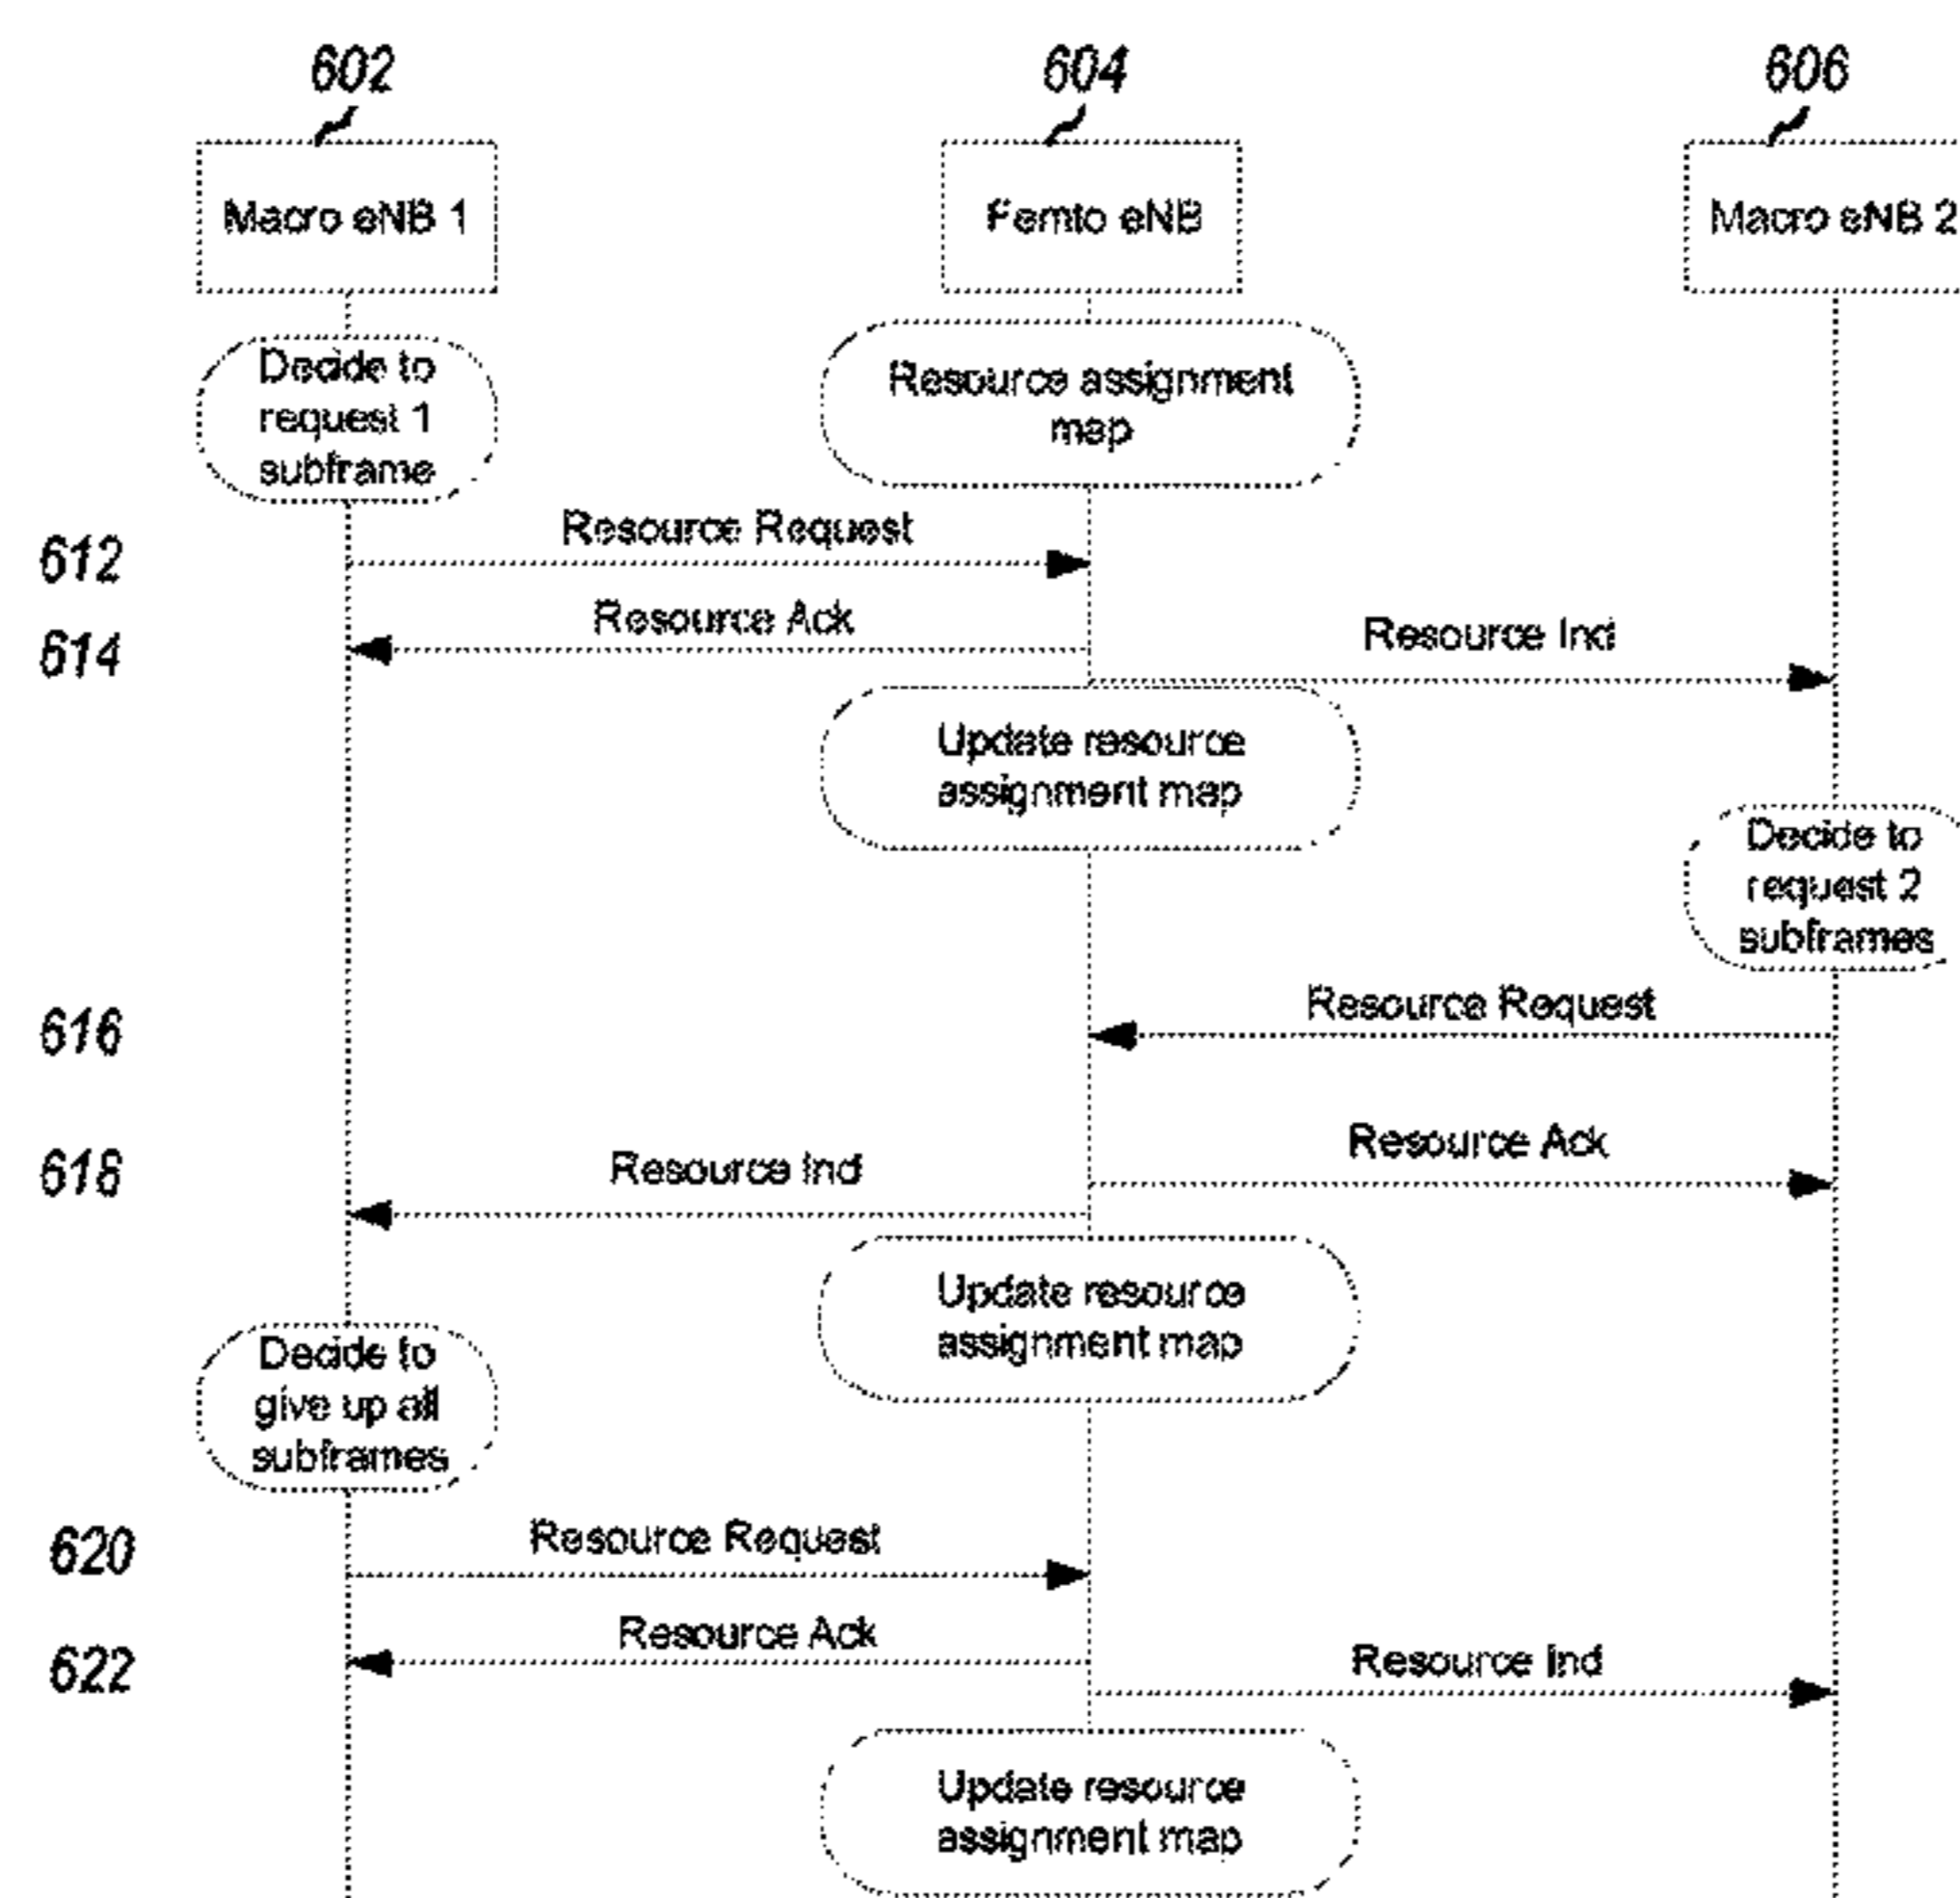 602
604
606
Macro eNB 1
Femto eNB
Macro eNB 2
Decide to
request 1
subframe
Resource assignment
map
612
Resource Request
614
Resource Ack
Resource Ind
Update resource
assignment map
Decide to
request 2
subframes
616
Resource Request
618
Resource Ind
Resource Ack
Update resource
assignment map
Decide to
give up all
subframes
620
Resource Request
622
Resource Ack
Resource Ind
Update resource
assignment map